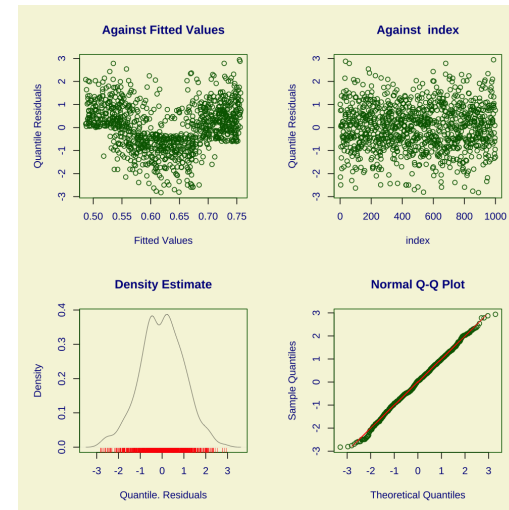 Against Fitted Values
Quantile Residuals
3
2
1
0
-1
-2
-3
0.50 0.55 0.60 0.65 0.70 0.75
Fitted Values
Against index
Quantile Residuals
3
2
1
0
-1
-2
-3
0 200 400 600 800 1000
index
Density Estimate
Density
0.4
0.3
0.2
0.1
0.0
-3 -2 -1 0 1 2 3
Quantile. Residuals
Normal Q-Q Plot
Sample Quantiles
3
2
1
0
-1
-2
-3
-3 -2 -1 0 1 2 3
Theoretical Quantiles